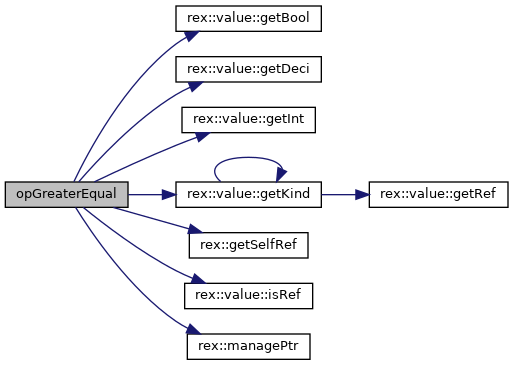 rex::value::getBool
rex::value::getDeci
rex::value::getInt
opGreaterEqual
rex::value::getKind
rex::value::getRef
rex::getSelfRef
rex::value::isRef
rex::managePtr